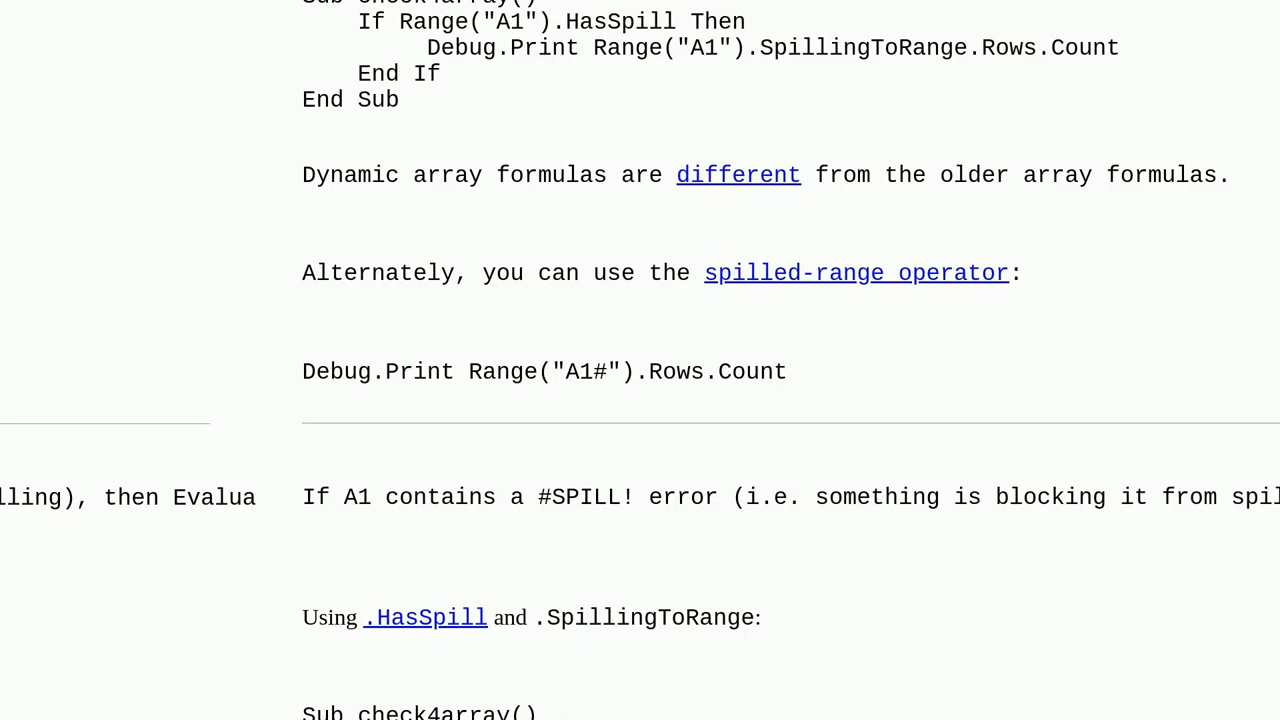 Sub check4array()
If Range("A1").HasSpill Then
Debug.Print Range("A1").SpillingToRange.Rows.Count
End If
End Sub
Dynamic array formulas are different from the older array formulas.
Alternately, you can use the spilled-range operator:
Debug.Print Range("A1#").Rows.Count
lling), then Evalua
If A1 contains a #SPILL! error (i.e. something is blocking it from spil
Using .HasSpill and .SpillingToRange:
Sub check4array()